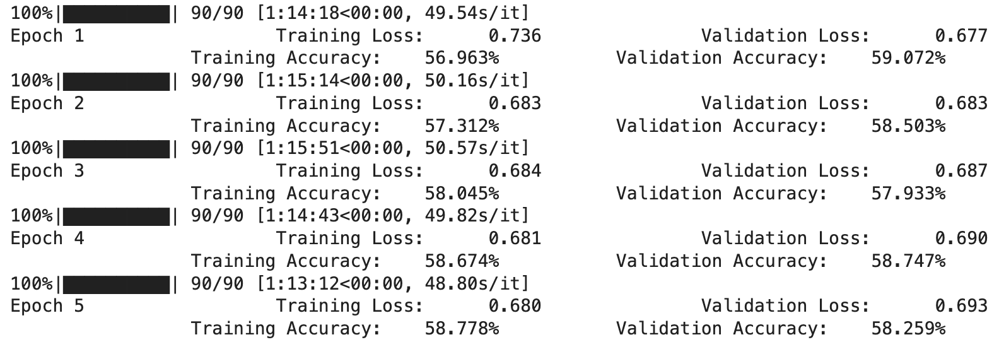 100%|██████████| 90/90 [1:14:18<00:00, 49.54s/it]
Epoch 1 Training Loss: 0.736 Validation Loss: 0.677
Training Accuracy: 56.963% Validation Accuracy: 59.072%
100%|██████████| 90/90 [1:15:14<00:00, 50.16s/it]
Epoch 2 Training Loss: 0.683 Validation Loss: 0.683
Training Accuracy: 57.312% Validation Accuracy: 58.503%
100%|██████████| 90/90 [1:15:51<00:00, 50.57s/it]
Epoch 3 Training Loss: 0.684 Validation Loss: 0.687
Training Accuracy: 58.045% Validation Accuracy: 57.933%
100%|██████████| 90/90 [1:14:43<00:00, 49.82s/it]
Epoch 4 Training Loss: 0.681 Validation Loss: 0.690
Training Accuracy: 58.674% Validation Accuracy: 58.747%
100%|██████████| 90/90 [1:13:12<00:00, 48.80s/it]
Epoch 5 Training Loss: 0.680 Validation Loss: 0.693
Training Accuracy: 58.778% Validation Accuracy: 58.259%